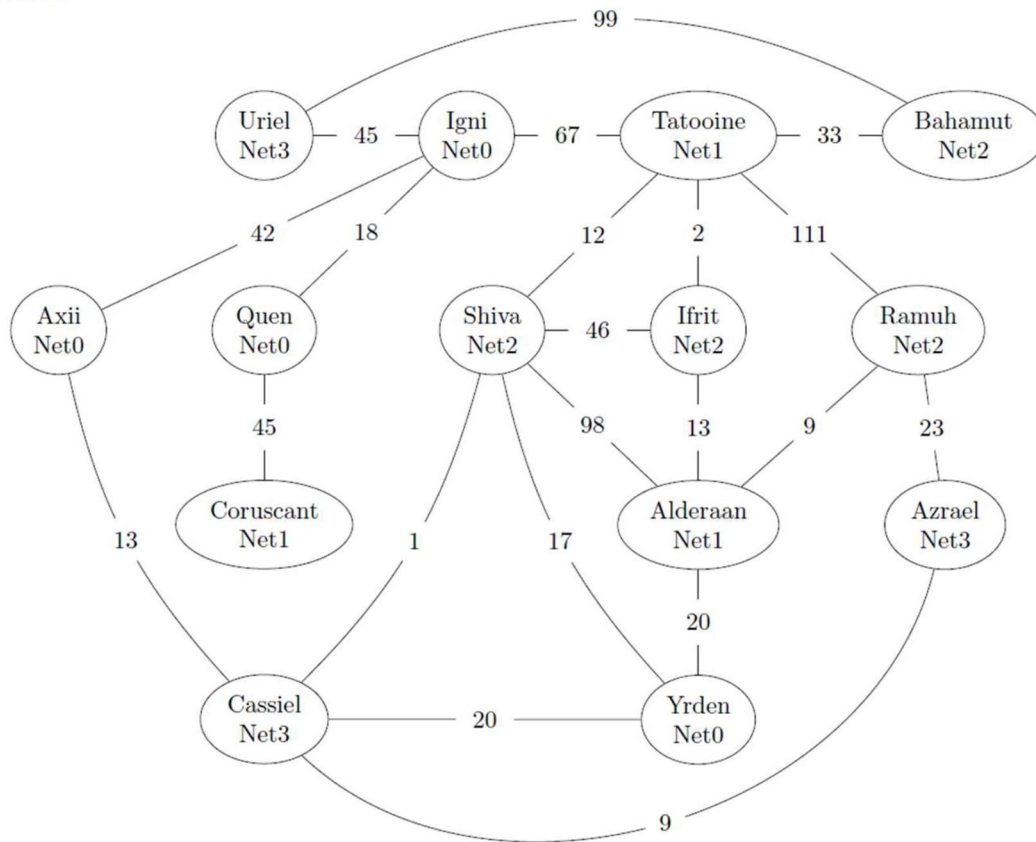 99
Uriel
Net3
45
Igni
Net0
67
Tatooine
Net1
33
Bahamut
Net2
42
18
12
2
111
Axii
Net0
Quen
Net0
Shiva
Net2
46
Ifrit
Net2
Ramuh
Net2
45
98
13
9
23
Coruscant
Net1
Alderaan
Net1
Azrael
Net3
13
1
17
20
Cassiel
Net3
20
Yrden
Net0
9